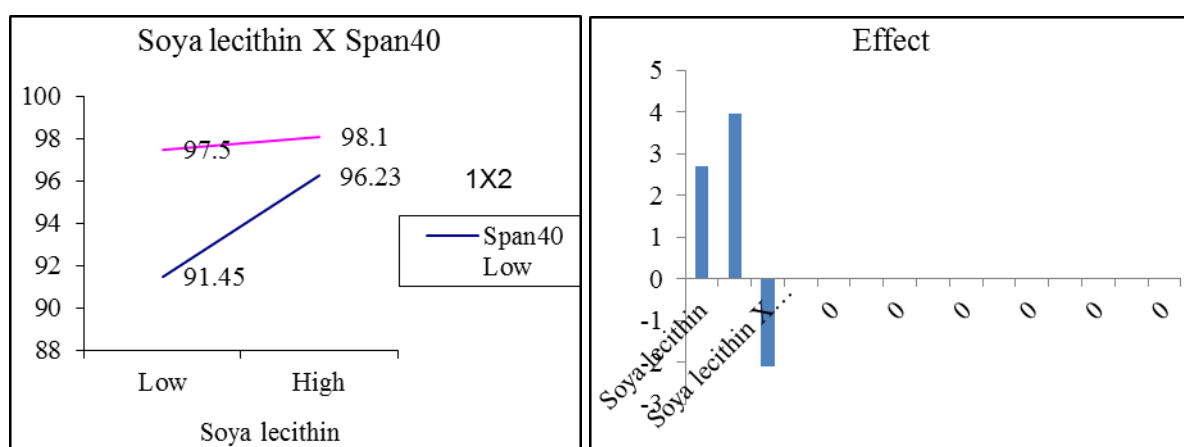 Soya lecithin X Span40
100
98
96
94
92
90
88
97.5
98.1
96.23
91.45
1X2
Span40
Low
Low
High
Soya lecithin
Effect
5
4
3
2
1
0
-1
-2
-3
Soya lecithin
Soya lecithin X...
0
0
0
0
0
0
0